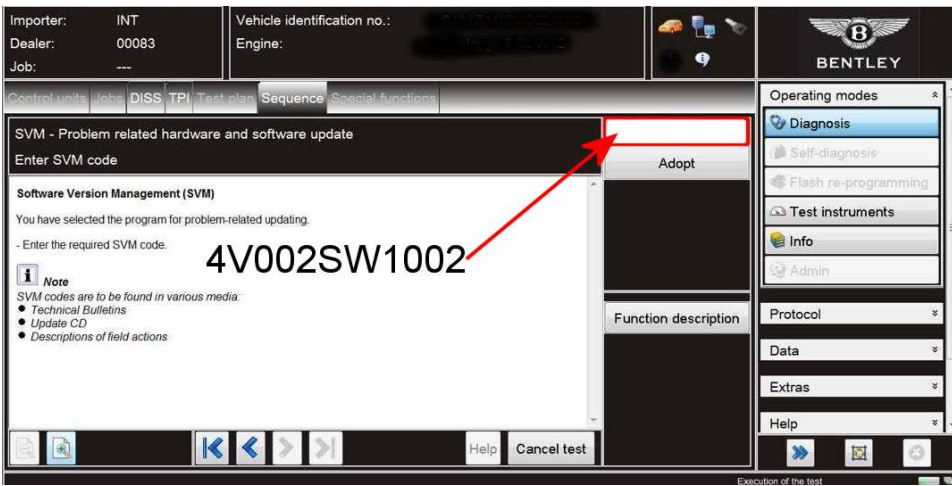 Importer: INT
Dealer: 00083
Job: ---
Vehicle identification no.:
Engine:
BENTLEY
Control units Jobs DISS TPI Test plan Sequence Special functions
SVM - Problem related hardware and software update
Enter SVM code
Adopt
Software Version Management (SVM)
You have selected the program for problem-related updating.
- Enter the required SVM code.
4V002SW1002
i Note
SVM codes are to be found in various media:
● Technical Bulletins
● Update CD
● Descriptions of field actions
Function description
Help
Cancel test
Operating modes
Diagnosis
Self-diagnosis
Flash re-programming
Test instruments
Info
Admin
Protocol
Data
Extras
Help
Execution of the test